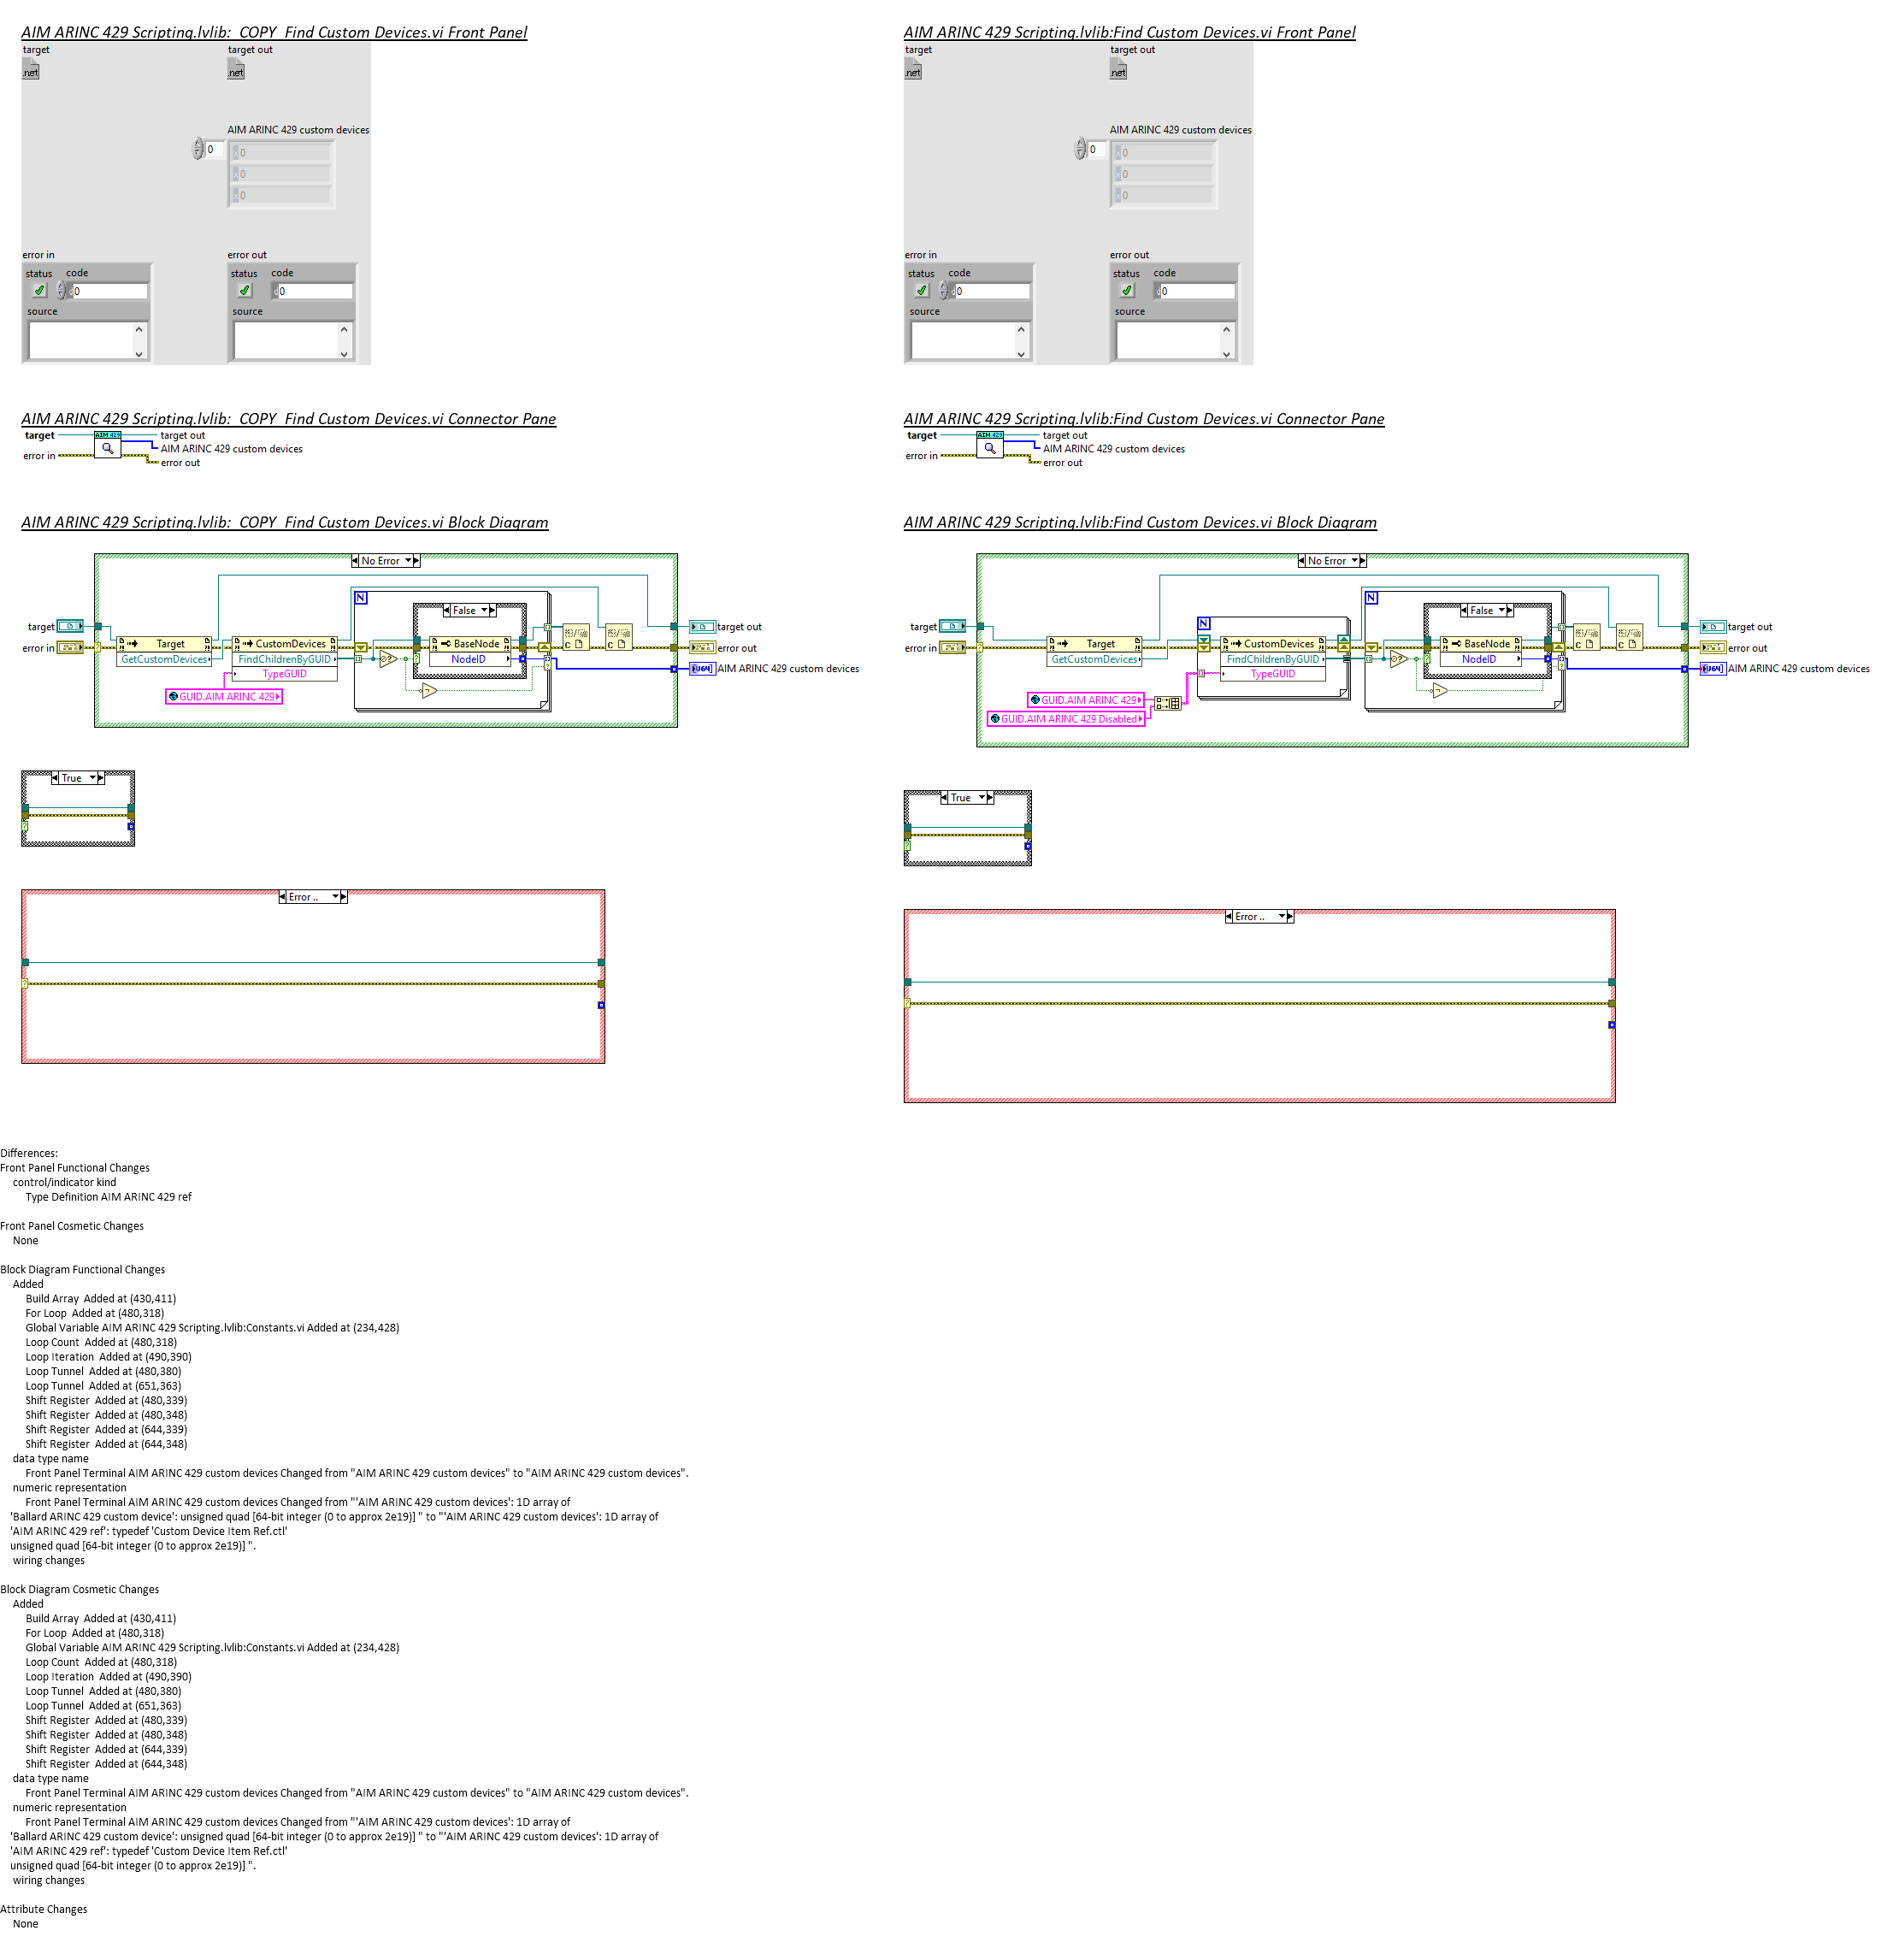 AIM ARINC 429 Scripting.lvlib:  COPY  Find Custom Devices.vi Front Panel
target
target out
.net
.net
AIM ARINC 429 custom devices
0
x 0
x 0
x 0
error in
error out
status
code
status
code
0
0
source
source
AIM ARINC 429 Scripting.lvlib:  COPY  Find Custom Devices.vi Connector Pane
target
AIM 429
target out
AIM ARINC 429 custom devices
error in
error out
AIM ARINC 429 Scripting.lvlib:  COPY  Find Custom Devices.vi Block Diagram
No Error
N
False
target
Target
CustomDevices
BaseNode
target out
error in
GetCustomDevices
FindChildrenByGUID
NodeID
error out
TypeGUID
U64
AIM ARINC 429 custom devices
GUID.AIM ARINC 429
True
Error ..
AIM ARINC 429 Scripting.lvlib:Find Custom Devices.vi Front Panel
target
target out
.net
.net
AIM ARINC 429 custom devices
0
x 0
x 0
x 0
error in
error out
status
code
status
code
0
0
source
source
AIM ARINC 429 Scripting.lvlib:Find Custom Devices.vi Connector Pane
target
AIM 429
target out
AIM ARINC 429 custom devices
error in
error out
AIM ARINC 429 Scripting.lvlib:Find Custom Devices.vi Block Diagram
No Error
N
N
False
target
Target
CustomDevices
BaseNode
target out
error in
GetCustomDevices
FindChildrenByGUID
NodeID
error out
TypeGUID
U64
AIM ARINC 429 custom devices
GUID.AIM ARINC 429
GUID.AIM ARINC 429 Disabled
True
Error ..
Differences:
Front Panel Functional Changes
control/indicator kind
Type Definition AIM ARINC 429 ref
Front Panel Cosmetic Changes
None
Block Diagram Functional Changes
Added
Build Array  Added at (430,411)
For Loop  Added at (480,318)
Global Variable AIM ARINC 429 Scripting.lvlib:Constants.vi Added at (234,428)
Loop Count  Added at (480,318)
Loop Iteration  Added at (490,390)
Loop Tunnel  Added at (480,380)
Loop Tunnel  Added at (651,363)
Shift Register  Added at (480,339)
Shift Register  Added at (480,348)
Shift Register  Added at (644,339)
Shift Register  Added at (644,348)
data type name
Front Panel Terminal AIM ARINC 429 custom devices Changed from "AIM ARINC 429 custom devices" to "AIM ARINC 429 custom devices".
numeric representation
Front Panel Terminal AIM ARINC 429 custom devices Changed from "'AIM ARINC 429 custom devices': 1D array of
'Ballard ARINC 429 custom device': unsigned quad [64-bit integer (0 to approx 2e19)] " to "'AIM ARINC 429 custom devices': 1D array of
'AIM ARINC 429 ref': typedef 'Custom Device Item Ref.ctl'
unsigned quad [64-bit integer (0 to approx 2e19)] ".
wiring changes
Block Diagram Cosmetic Changes
Added
Build Array  Added at (430,411)
For Loop  Added at (480,318)
Global Variable AIM ARINC 429 Scripting.lvlib:Constants.vi Added at (234,428)
Loop Count  Added at (480,318)
Loop Iteration  Added at (490,390)
Loop Tunnel  Added at (480,380)
Loop Tunnel  Added at (651,363)
Shift Register  Added at (480,339)
Shift Register  Added at (480,348)
Shift Register  Added at (644,339)
Shift Register  Added at (644,348)
data type name
Front Panel Terminal AIM ARINC 429 custom devices Changed from "AIM ARINC 429 custom devices" to "AIM ARINC 429 custom devices".
numeric representation
Front Panel Terminal AIM ARINC 429 custom devices Changed from "'AIM ARINC 429 custom devices': 1D array of
'Ballard ARINC 429 custom device': unsigned quad [64-bit integer (0 to approx 2e19)] " to "'AIM ARINC 429 custom devices': 1D array of
'AIM ARINC 429 ref': typedef 'Custom Device Item Ref.ctl'
unsigned quad [64-bit integer (0 to approx 2e19)] ".
wiring changes
Attribute Changes
None